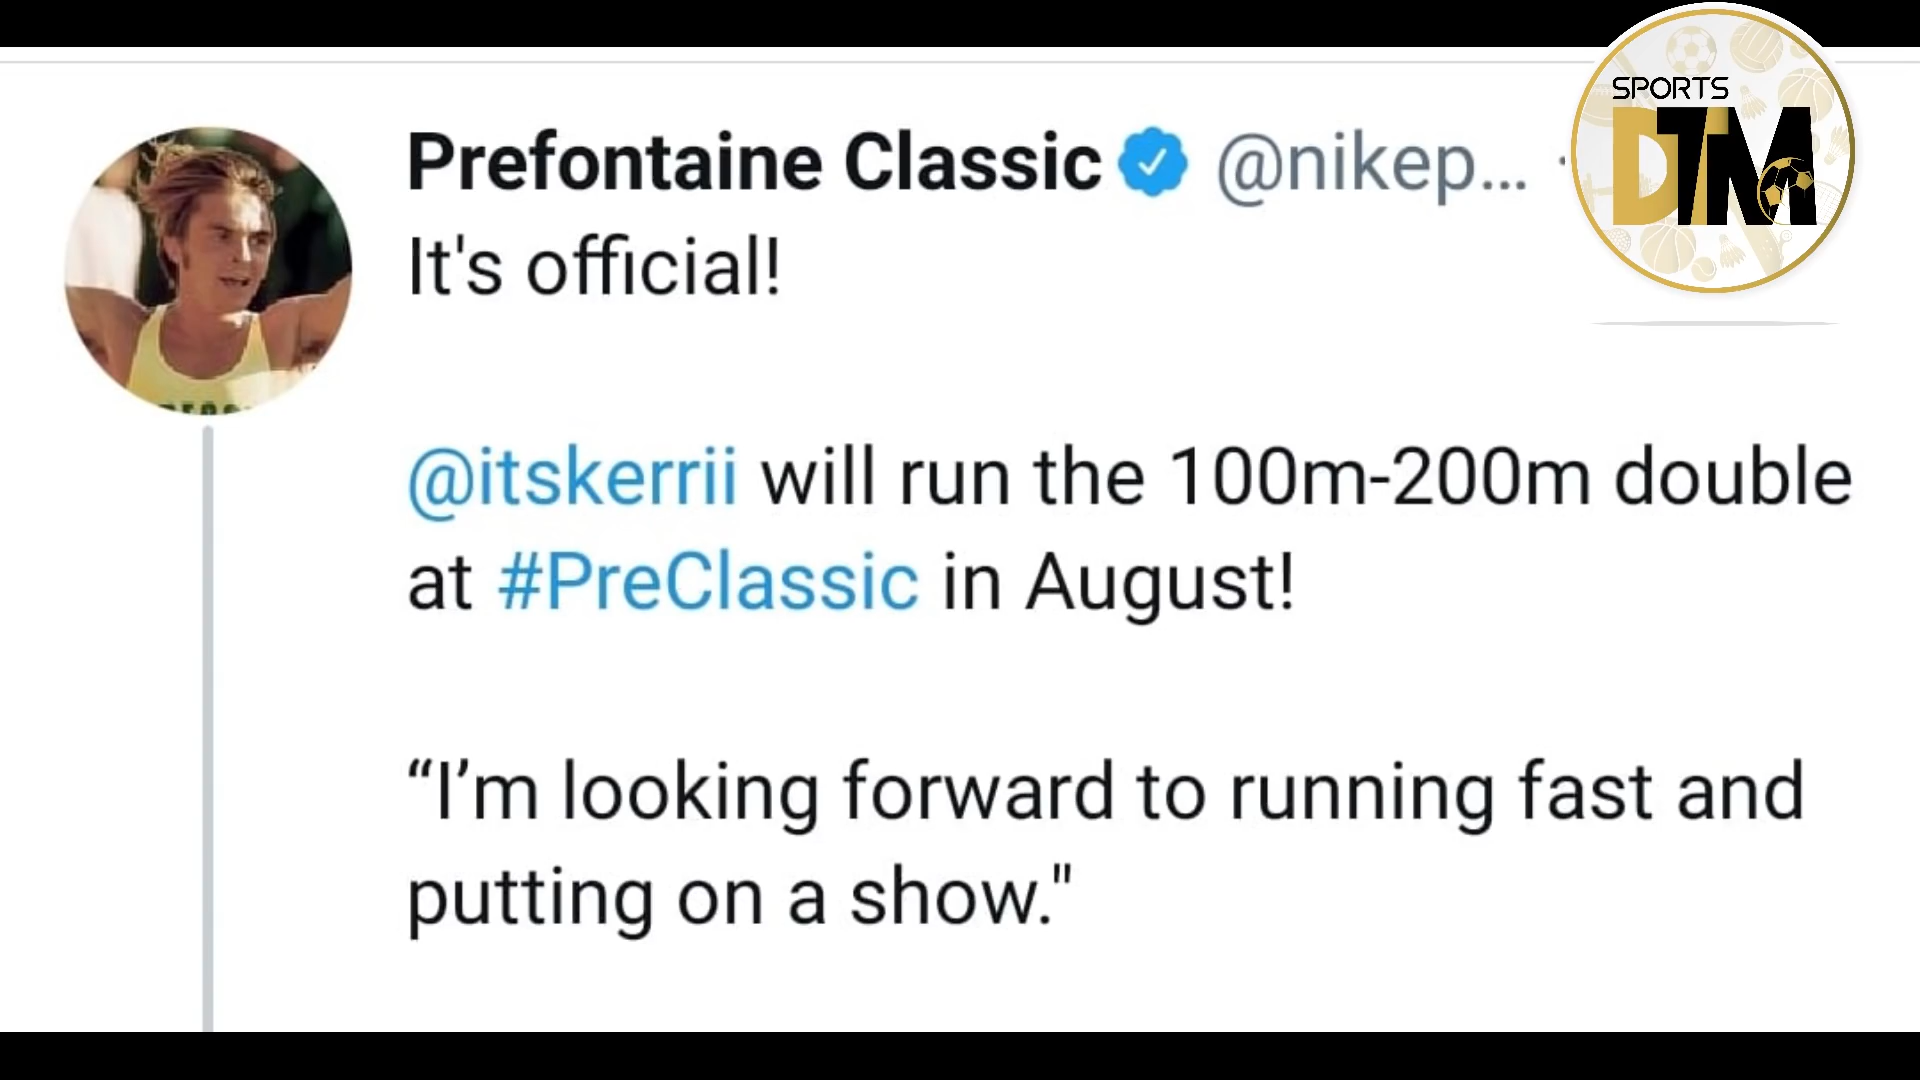 SPORTS
DTM
Prefontaine Classic @nikep... ·
It's official!
@itskerrii will run the 100m-200m double
at #PreClassic in August!
“I’m looking forward to running fast and
putting on a show."